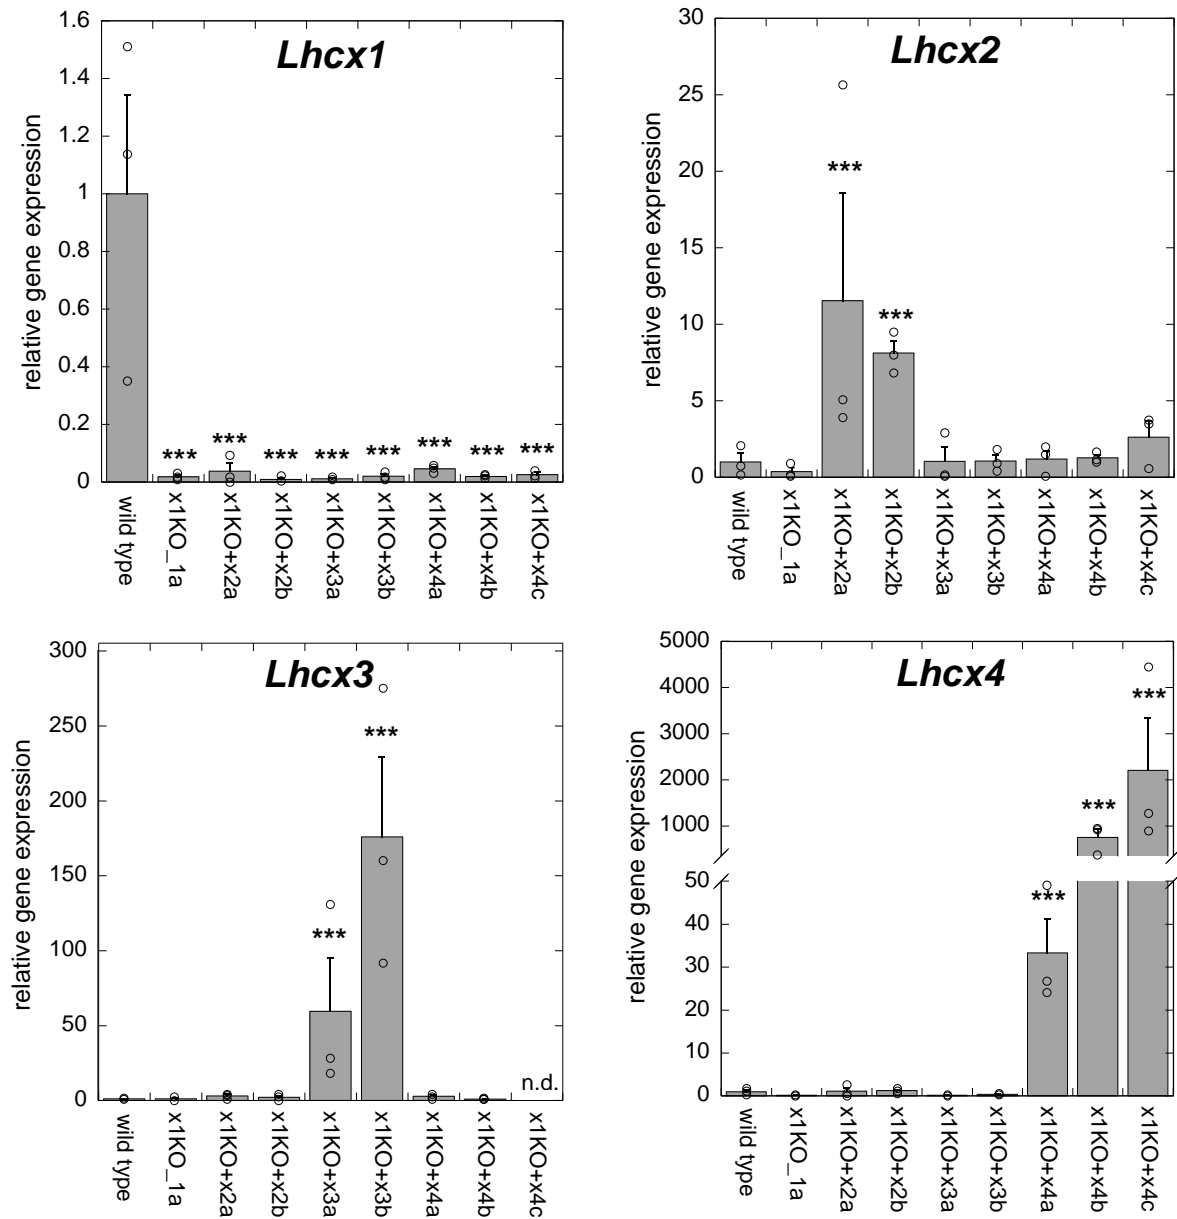 Lhcx1
relative gene expression
1.6
1.4
1.2
1
0.8
0.6
0.4
0.2
0
***
***
***
***
***
***
***
***
wild type
x1KO_1a
x1KO+x2a
x1KO+x2b
x1KO+x3a
x1KO+x3b
x1KO+x4a
x1KO+x4b
x1KO+x4c
Lhcx2
relative gene expression
30
25
20
15
10
5
0
***
***
wild type
x1KO_1a
x1KO+x2a
x1KO+x2b
x1KO+x3a
x1KO+x3b
x1KO+x4a
x1KO+x4b
x1KO+x4c
Lhcx3
relative gene expression
300
250
200
150
100
50
0
***
***
n.d.
wild type
x1KO_1a
x1KO+x2a
x1KO+x2b
x1KO+x3a
x1KO+x3b
x1KO+x4a
x1KO+x4b
x1KO+x4c
Lhcx4
relative gene expression
5000
4000
3000
2000
1000
50
40
30
20
10
0
***
***
***
wild type
x1KO_1a
x1KO+x2a
x1KO+x2b
x1KO+x3a
x1KO+x3b
x1KO+x4a
x1KO+x4b
x1KO+x4c